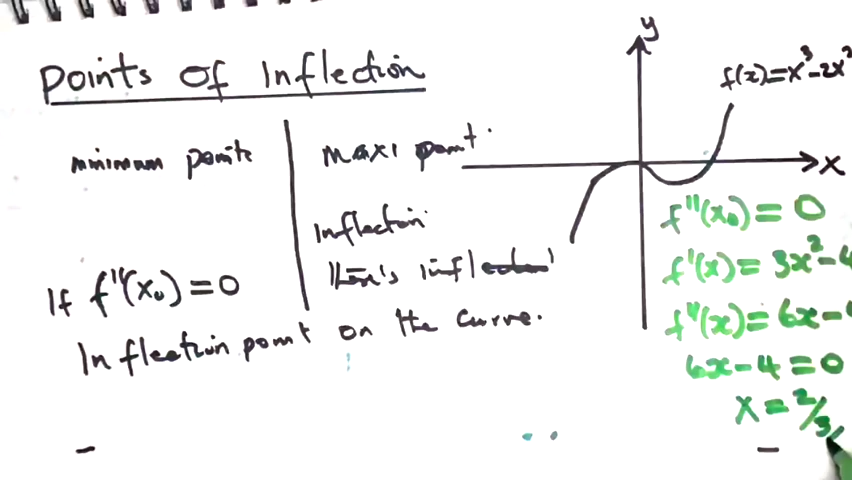 Points of Inflection
minimum points
maxi point
Inflection
If f''(x₀)=0
Inflection point on the curve.
y
f(x)=x³-2x²
x
f''(x₀)=0
f'(x)=3x²-4
f''(x)=6x-
6x-4=0
x=2/3